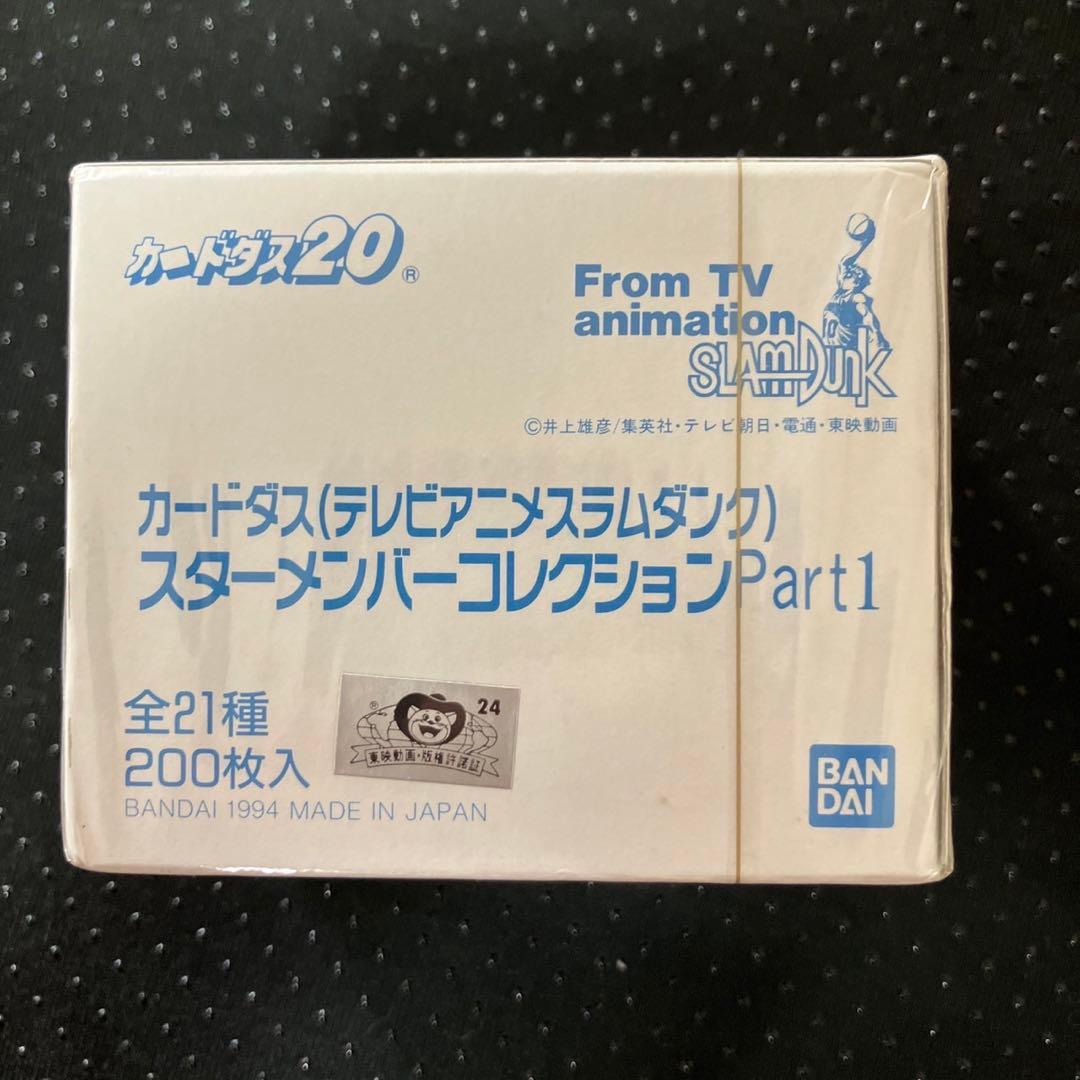 カードダス20®
From TV
animation
SLAMDUNK
10
©井上雄彦/集英社・テレビ朝日・電通・東映動画
カードダス(テレビアニメスラムダンク)
スターメンバーコレクションPart1
全21種
200枚入
BANDAI 1994 MADE IN JAPAN
® 24
東映動画・版権許諾証
BAN
DAI